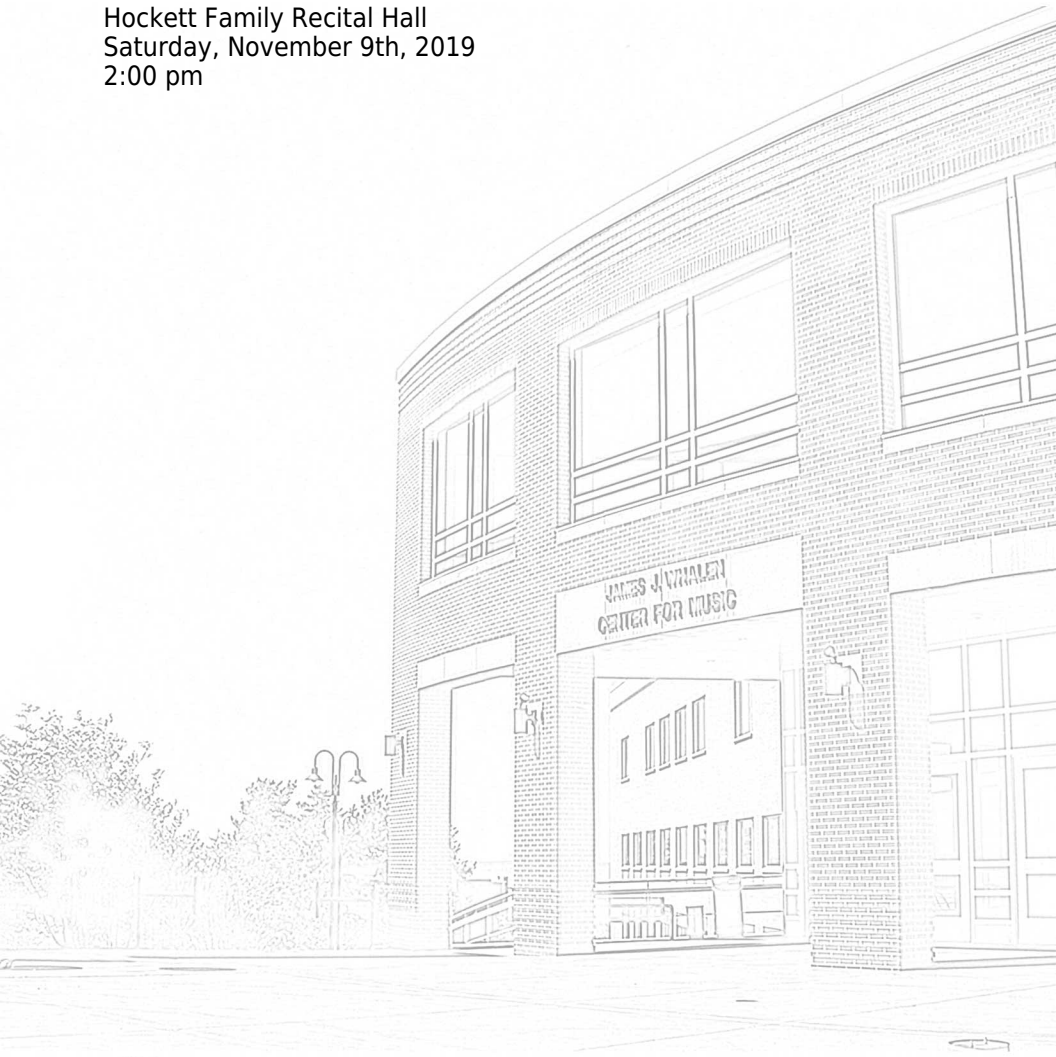 Hockett Family Recital Hall
Saturday, November 9th, 2019
2:00 pm
JAMES J. WHALEN
CENTER FOR MUSIC